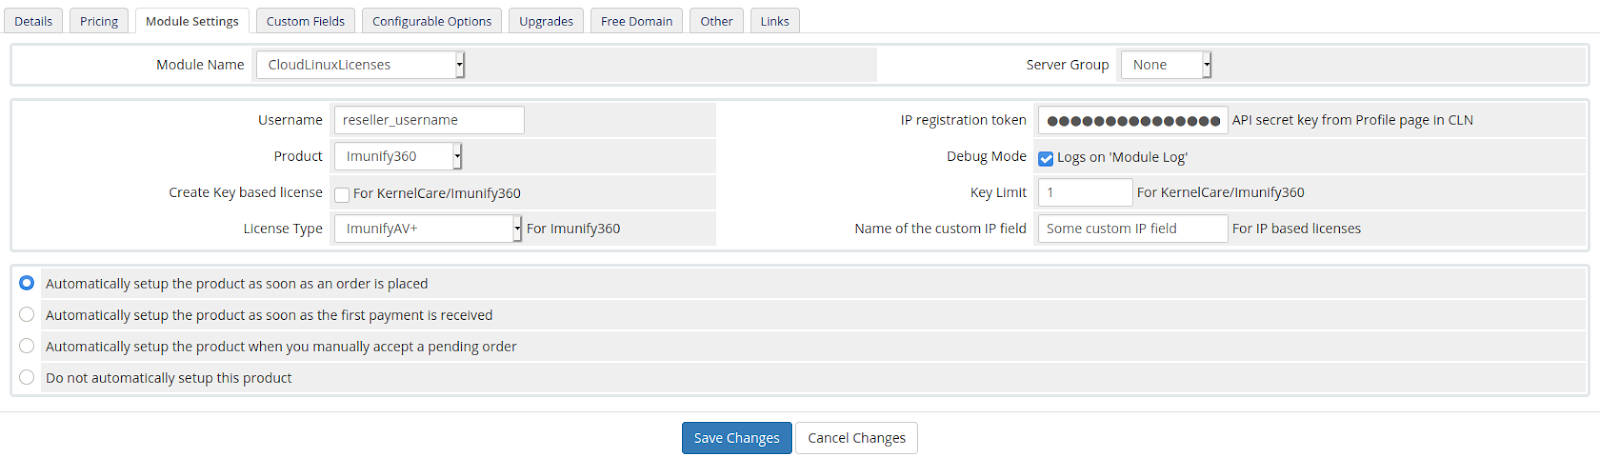 Details Pricing Module Settings Custom Fields Configurable Options Upgrades Free Domain Other Links
Module Name CloudLinuxLicenses Server Group None
Username reseller_username IP registration token ●●●●●●●●●●●●●●● API secret key from Profile page in CLN
Product Imunify360 Debug Mode Logs on 'Module Log'
Create Key based license For KernelCare/Imunify360 Key Limit 1 For KernelCare/Imunify360
License Type ImunifyAV+ For Imunify360 Name of the custom IP field Some custom IP field For IP based licenses
Automatically setup the product as soon as an order is placed
Automatically setup the product as soon as the first payment is received
Automatically setup the product when you manually accept a pending order
Do not automatically setup this product
Save Changes Cancel Changes